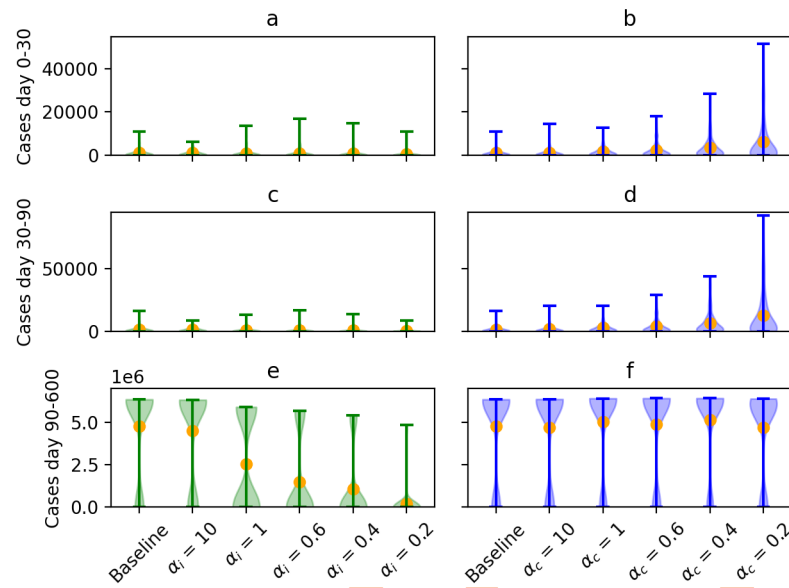 a
b
Cases day 0-30
40000
20000
0
c
d
Cases day 30-90
50000
0
e
f
1e6
Cases day 90-600
5.0
2.5
0.0
Baseline
αi = 10
αi = 1
αi = 0.6
αi = 0.4
αi = 0.2
Baseline
αc = 10
αc = 1
αc = 0.6
αc = 0.4
αc = 0.2